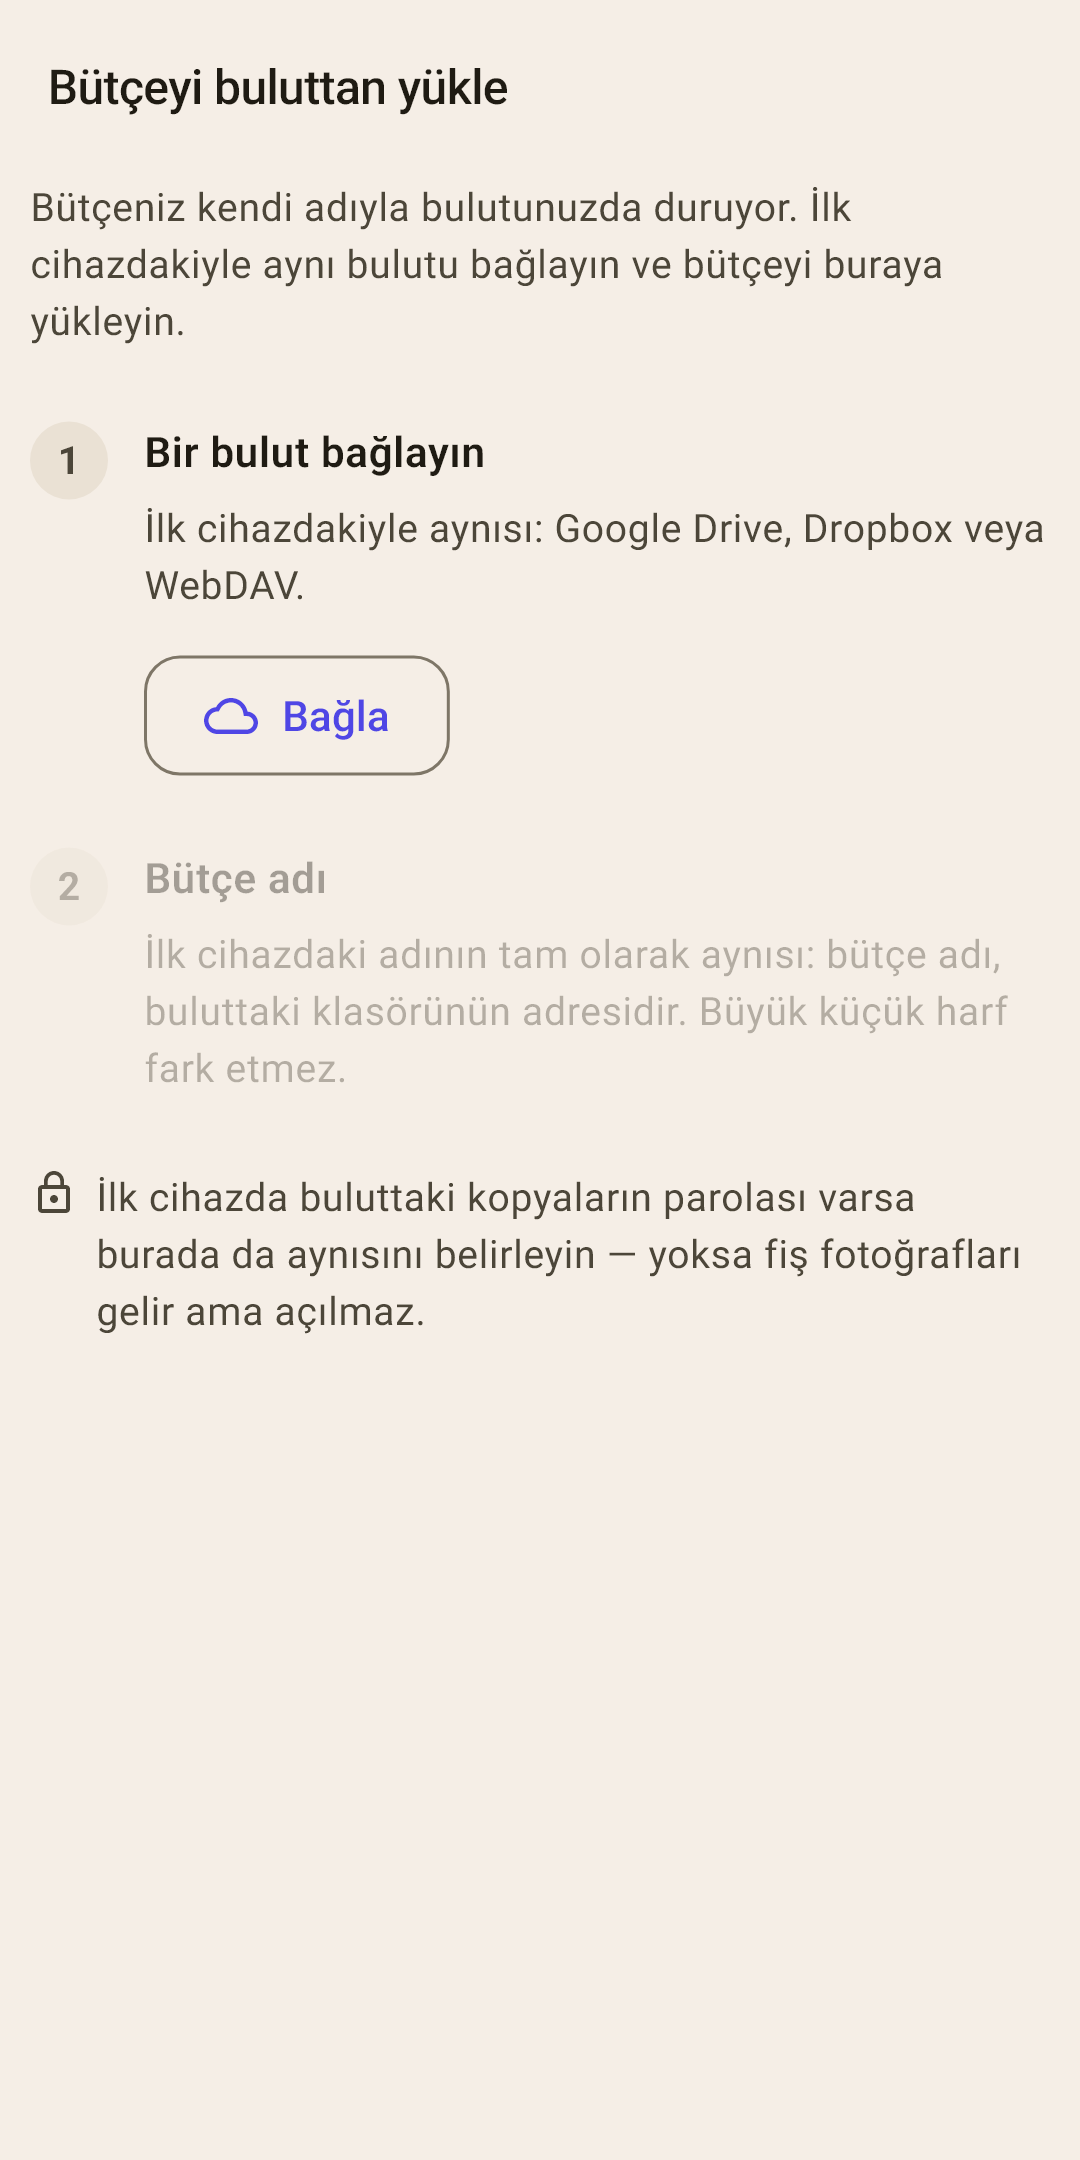 Bütçeyi buluttan yükle
Bütçeniz kendi adıyla bulutunuzda duruyor. İlk
cihazdakiyle aynı bulutu bağlayın ve bütçeyi buraya
yükleyin.
1
Bir bulut bağlayın
İlk cihazdakiyle aynısı: Google Drive, Dropbox veya
WebDAV.
Bağla
2
Bütçe adı
İlk cihazdaki adının tam olarak aynısı: bütçe adı,
buluttaki klasörünün adresidir. Büyük küçük harf
fark etmez.
İlk cihazda buluttaki kopyaların parolası varsa
burada da aynısını belirleyin — yoksa fiş fotoğrafları
gelir ama açılmaz.